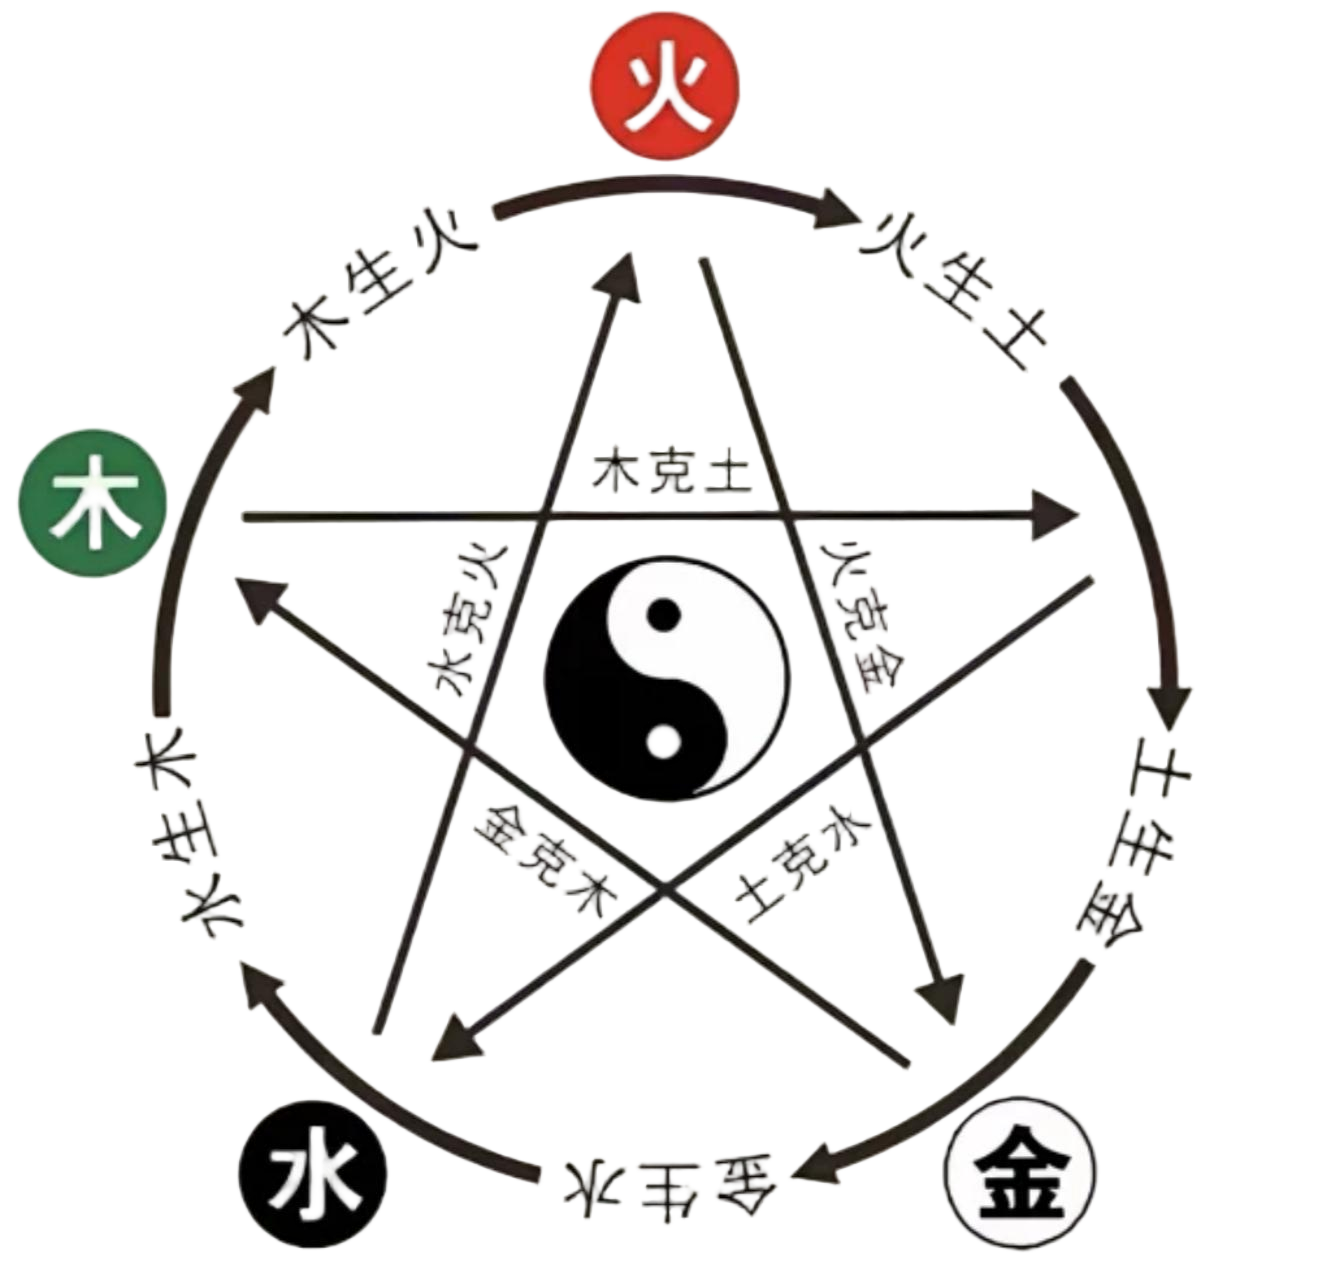 火
木生火
火生土
木
木克土
水克火
火克金
水生木
土生金
金克木
土克水
水
金生水
金